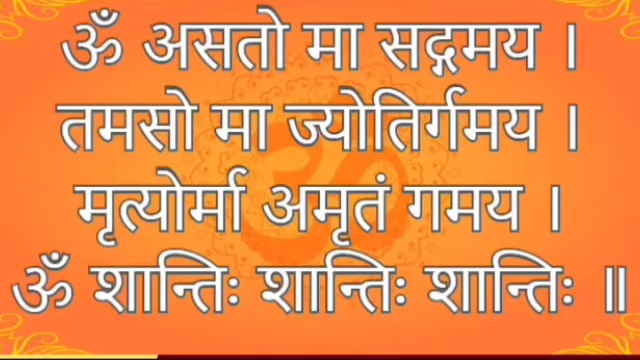 ॐ असतो मा सद्गमय ।
तमसो मा ज्योतिर्गमय ।
मृत्योर्मा अमृतं गमय ।
ॐ शान्तिः शान्तिः शान्तिः ॥